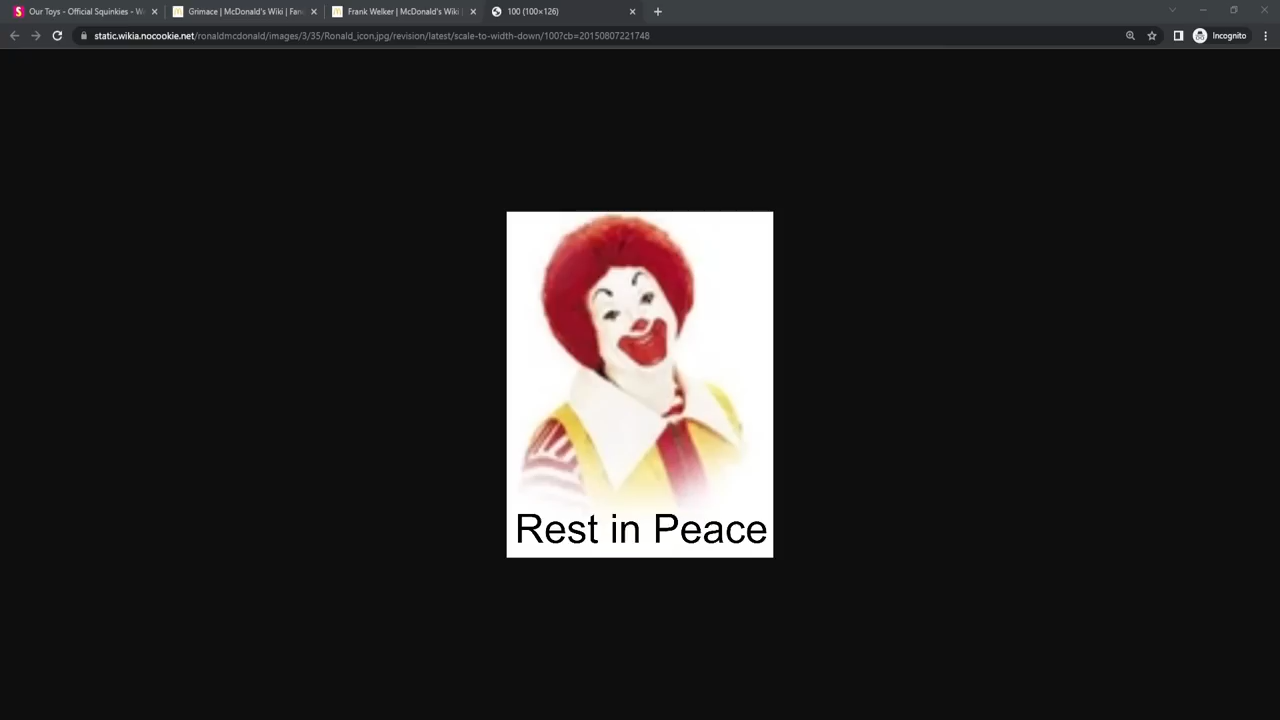 Our Toys - Official Squinkies - W
Grimace | McDonald's Wiki | Fan
Frank Welker | McDonald's Wiki
100 (100×126)
static.wikia.nocookie.net/ronaldmcdonald/images/3/35/Ronald_icon.jpg/revision/latest/scale-to-width-down/100?cb=20150807221748
Incognito
Rest in Peace